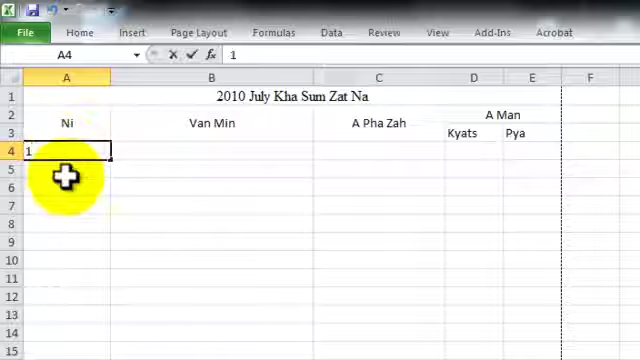 File Home Insert Page Layout Formulas Data Review View Add-Ins Acrobat
A4 fx 1
A B C D E F
1 2010 July Kha Sum Zat Na
2 Ni Van Min A Pha Zah A Man
3 Kyats Pya
4 1
5
6
7
8
9
10
11
12
13
14
15